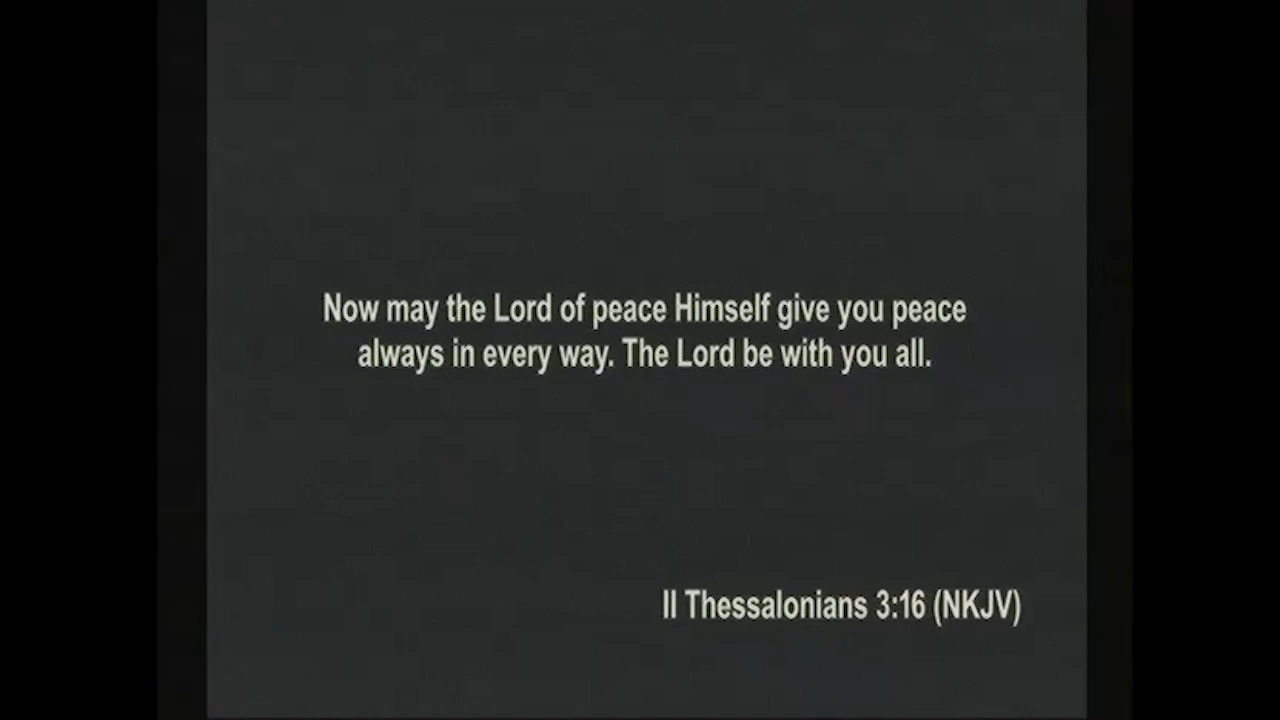 Now may the Lord of peace Himself give you peace
always in every way. The Lord be with you all.
II Thessalonians 3:16 (NKJV)